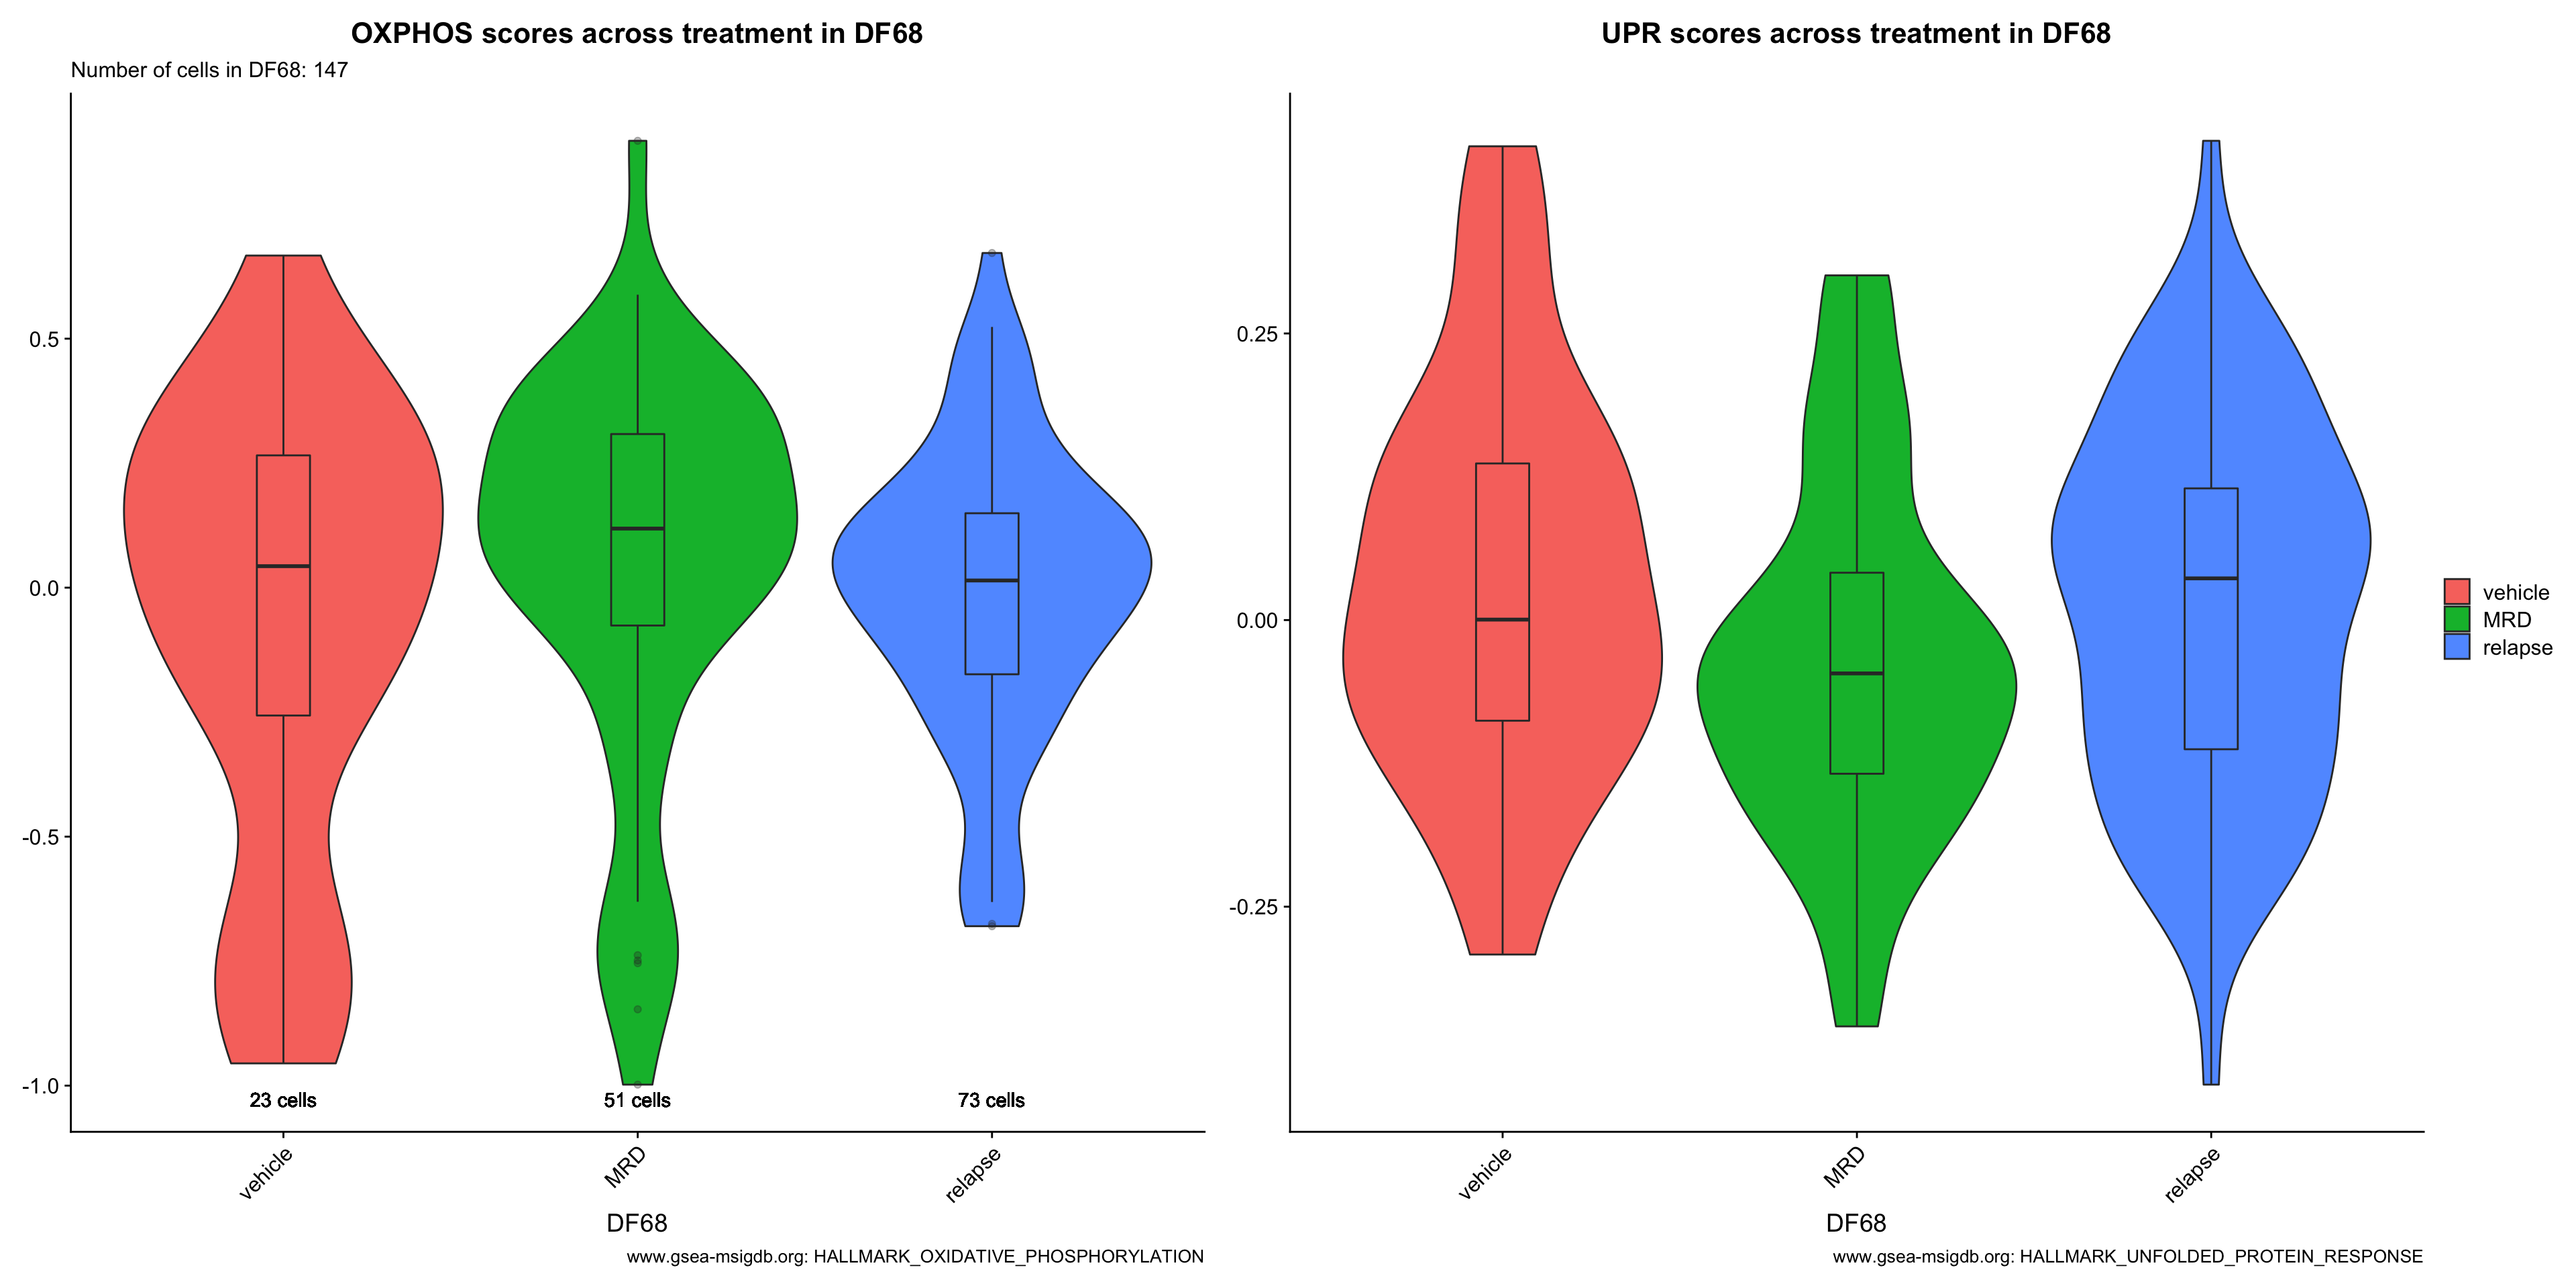 OXPHOS scores across treatment in DF68
Number of cells in DF68: 147
0.5
0.0
-0.5
-1.0
23 cells
51 cells
73 cells
vehicle
MRD
relapse
DF68
www.gsea-msigdb.org: HALLMARK_OXIDATIVE_PHOSPHORYLATION
UPR scores across treatment in DF68
0.25
0.00
-0.25
vehicle
MRD
relapse
DF68
www.gsea-msigdb.org: HALLMARK_UNFOLDED_PROTEIN_RESPONSE
vehicle
MRD
relapse